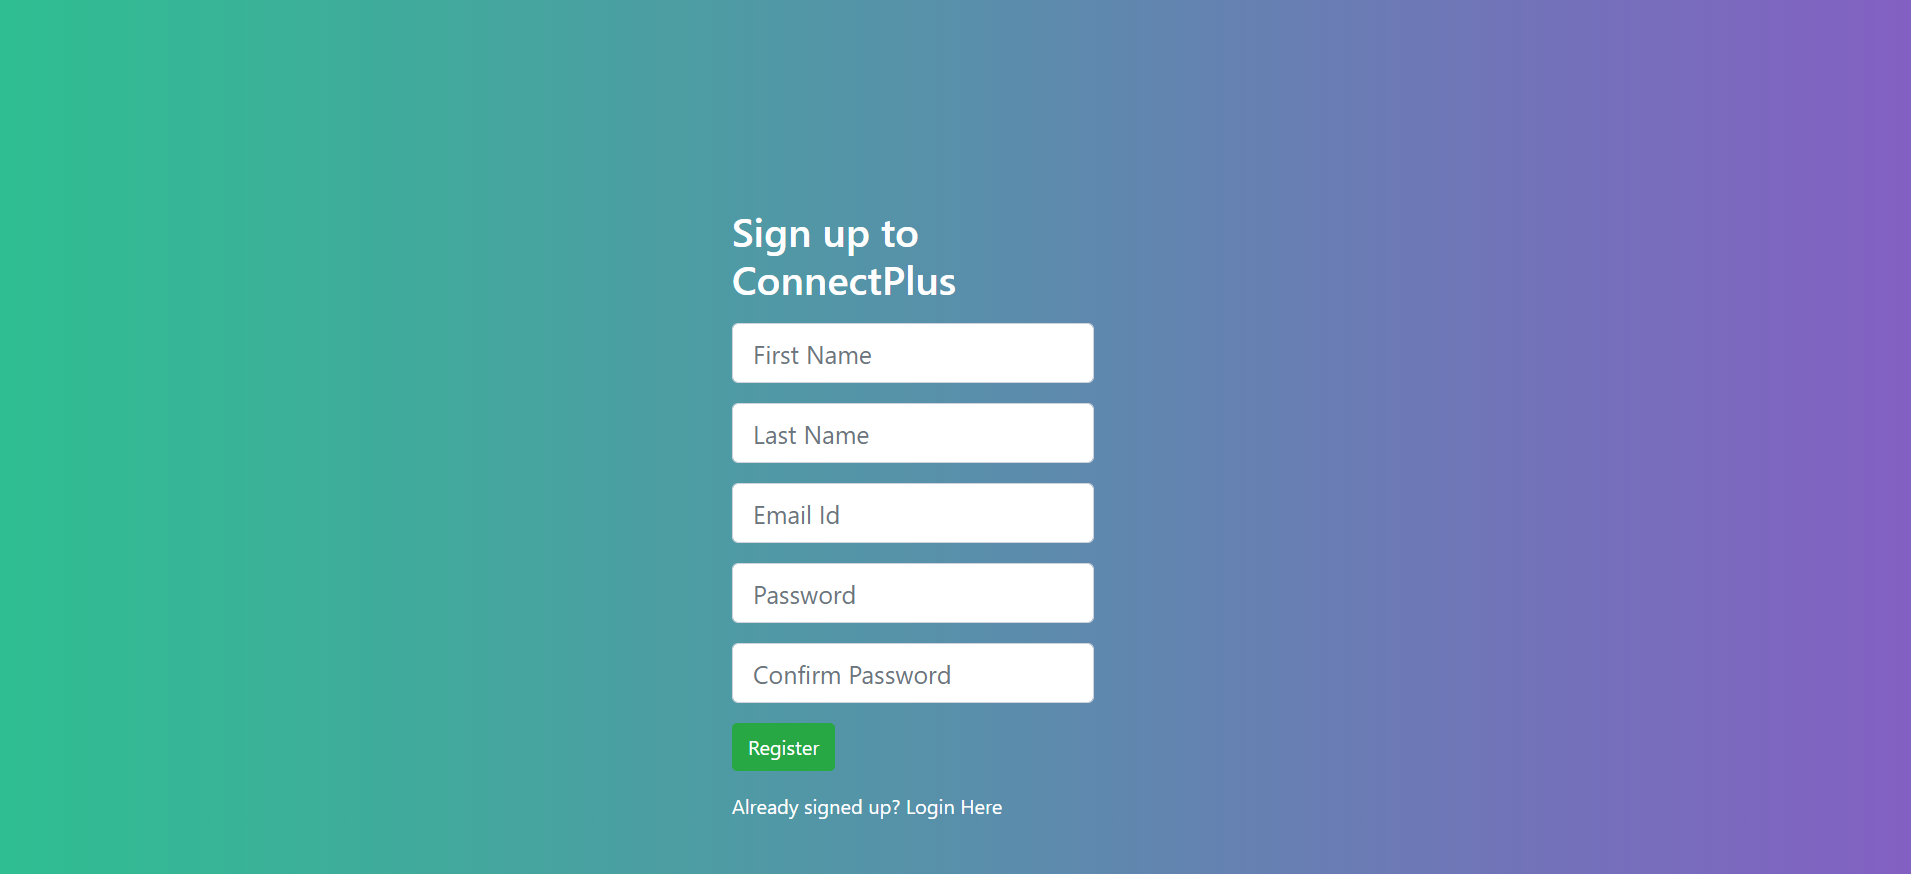 Sign up to
ConnectPlus
First Name
Last Name
Email Id
Password
Confirm Password
Register
Already signed up? Login Here